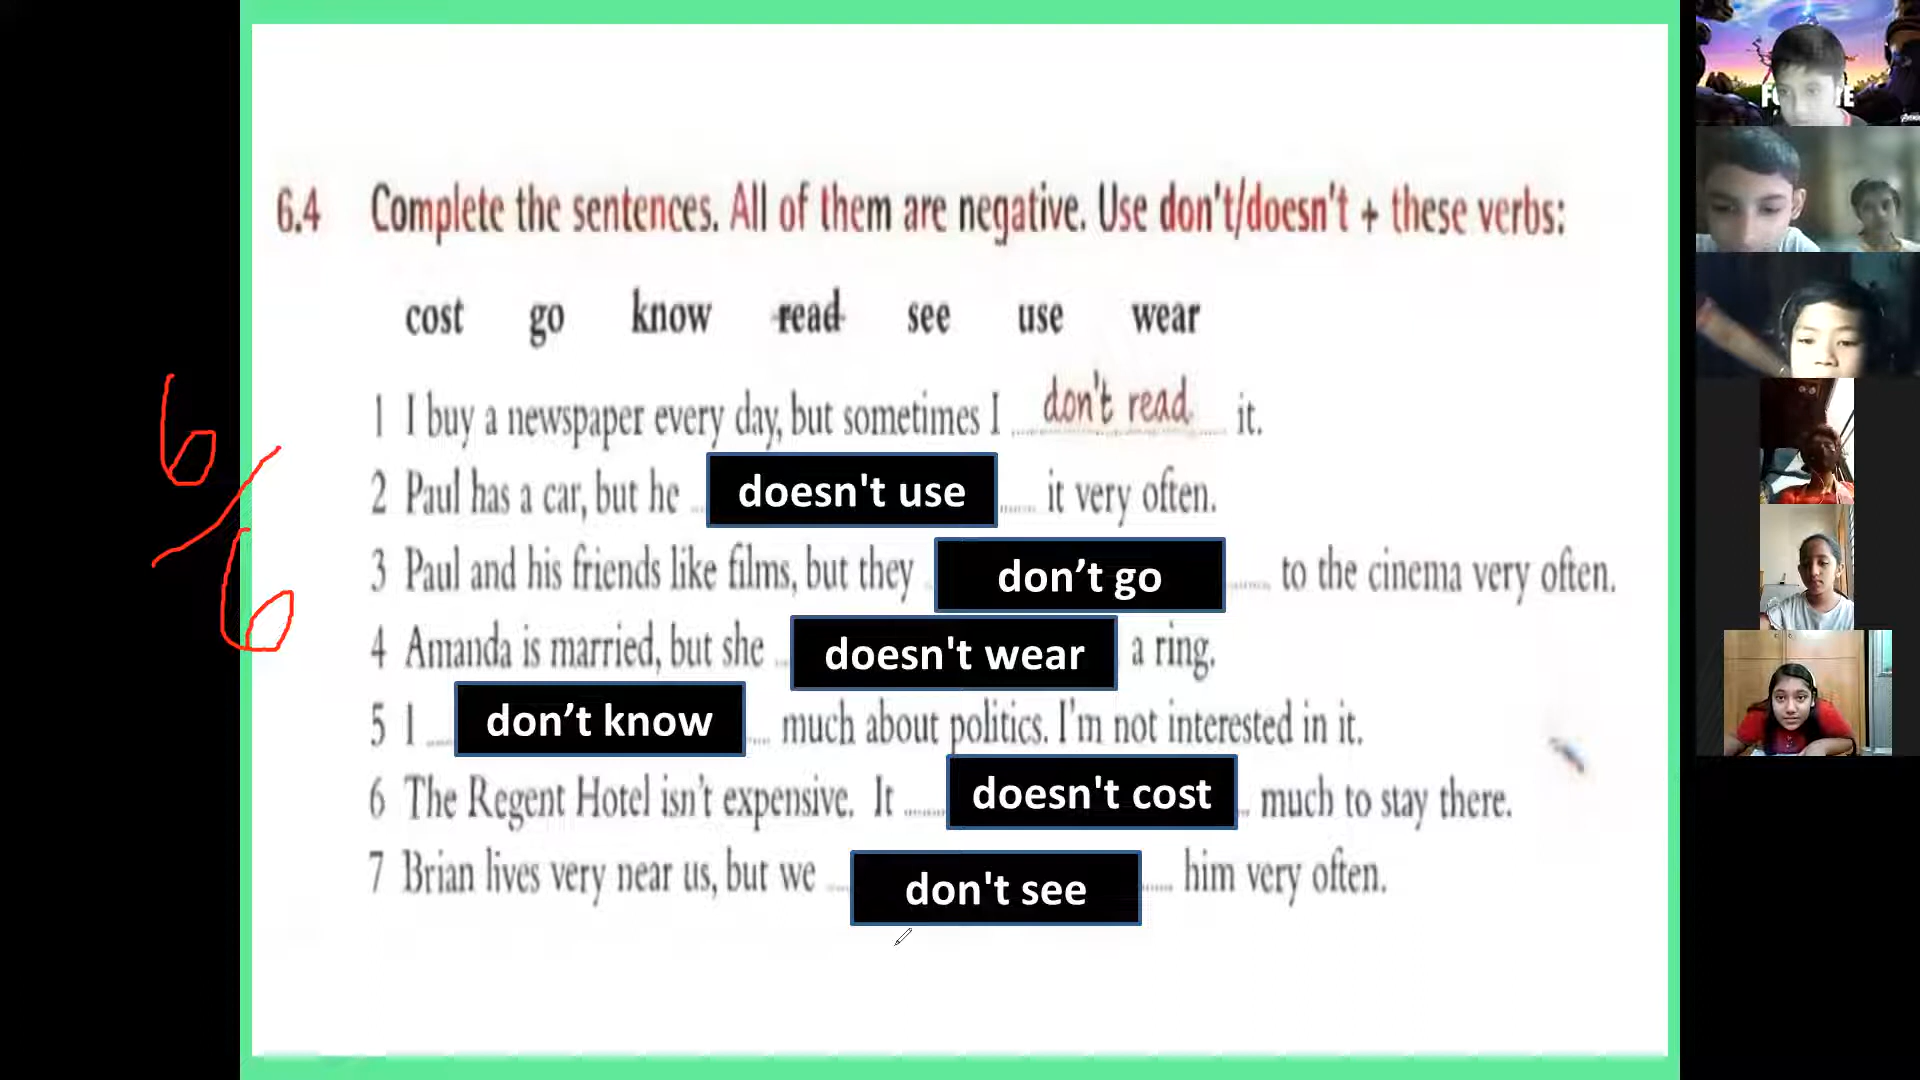 6.4 Complete the sentences. All of them are negative. Use don't/doesn't + these verbs:
cost go know read see use wear
1 I buy a newspaper every day, but sometimes I don't read it.
2 Paul has a car, but he doesn't use it very often.
3 Paul and his friends like films, but they don’t go to the cinema very often.
4 Amanda is married, but she doesn't wear a ring.
5 I don’t know much about politics. I'm not interested in it.
6 The Regent Hotel isn't expensive. It doesn't cost much to stay there.
7 Brian lives very near us, but we don't see him very often.
6/6